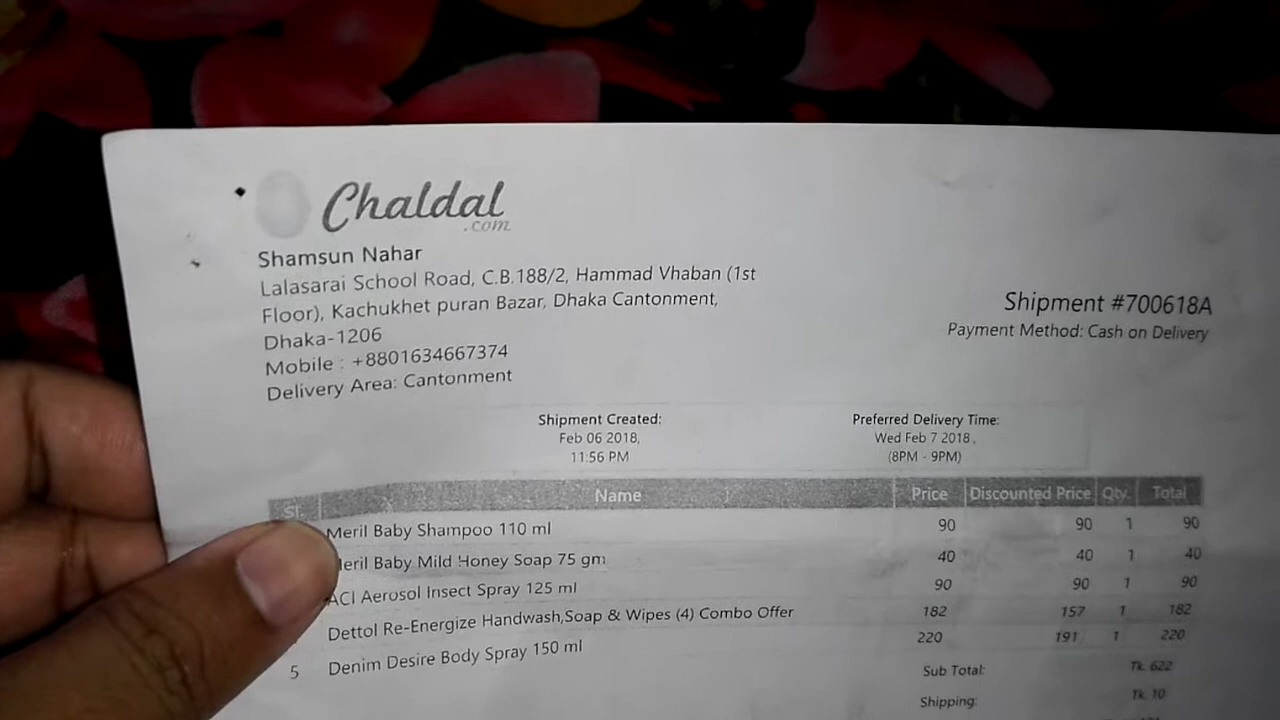 Chaldal
.com
Shamsun Nahar
Lalasarai School Road, C.B.188/2, Hammad Vhaban (1st
Floor), Kachukhet puran Bazar, Dhaka Cantonment,
Dhaka-1206
Mobile : +8801634667374
Delivery Area: Cantonment
Shipment #700618A
Payment Method: Cash on Delivery
Shipment Created:
Feb 06 2018,
11:56 PM
Preferred Delivery Time:
Wed Feb 7 2018,
(8PM - 9PM)
Sl. Name Price Discounted Price Qty. Total
Meril Baby Shampoo 110 ml 90 90 1 90
Meril Baby Mild Honey Soap 75 gm 40 40 1 40
ACI Aerosol Insect Spray 125 ml 90 90 1 90
Dettol Re-Energize Handwash,Soap & Wipes (4) Combo Offer 182 157 1 182
5 Denim Desire Body Spray 150 ml 220 191 1 220
Sub Total: Tk. 622
Shipping: Tk. 10